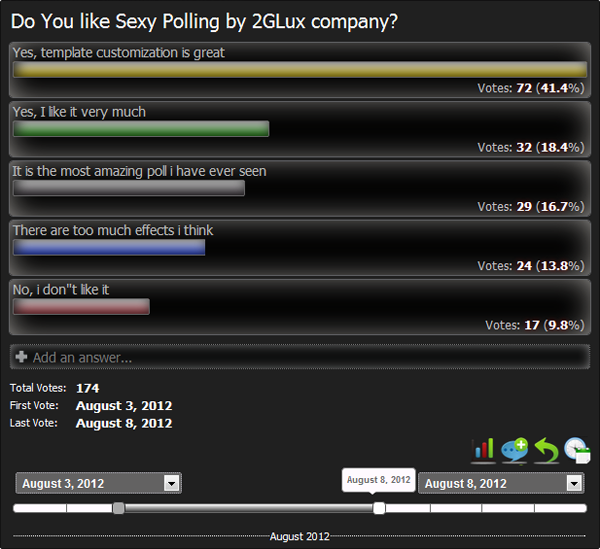 Do You like Sexy Polling by 2GLux company?
Yes, template customization is great
Votes: 72 (41.4%)
Yes, I like it very much
Votes: 32 (18.4%)
It is the most amazing poll i have ever seen
Votes: 29 (16.7%)
There are too much effects i think
Votes: 24 (13.8%)
No, i don"t like it
Votes: 17 (9.8%)
Add an answer...
Total Votes: 174
First Vote: August 3, 2012
Last Vote: August 8, 2012
August 3, 2012
August 8, 2012
August 8, 2012
August 2012